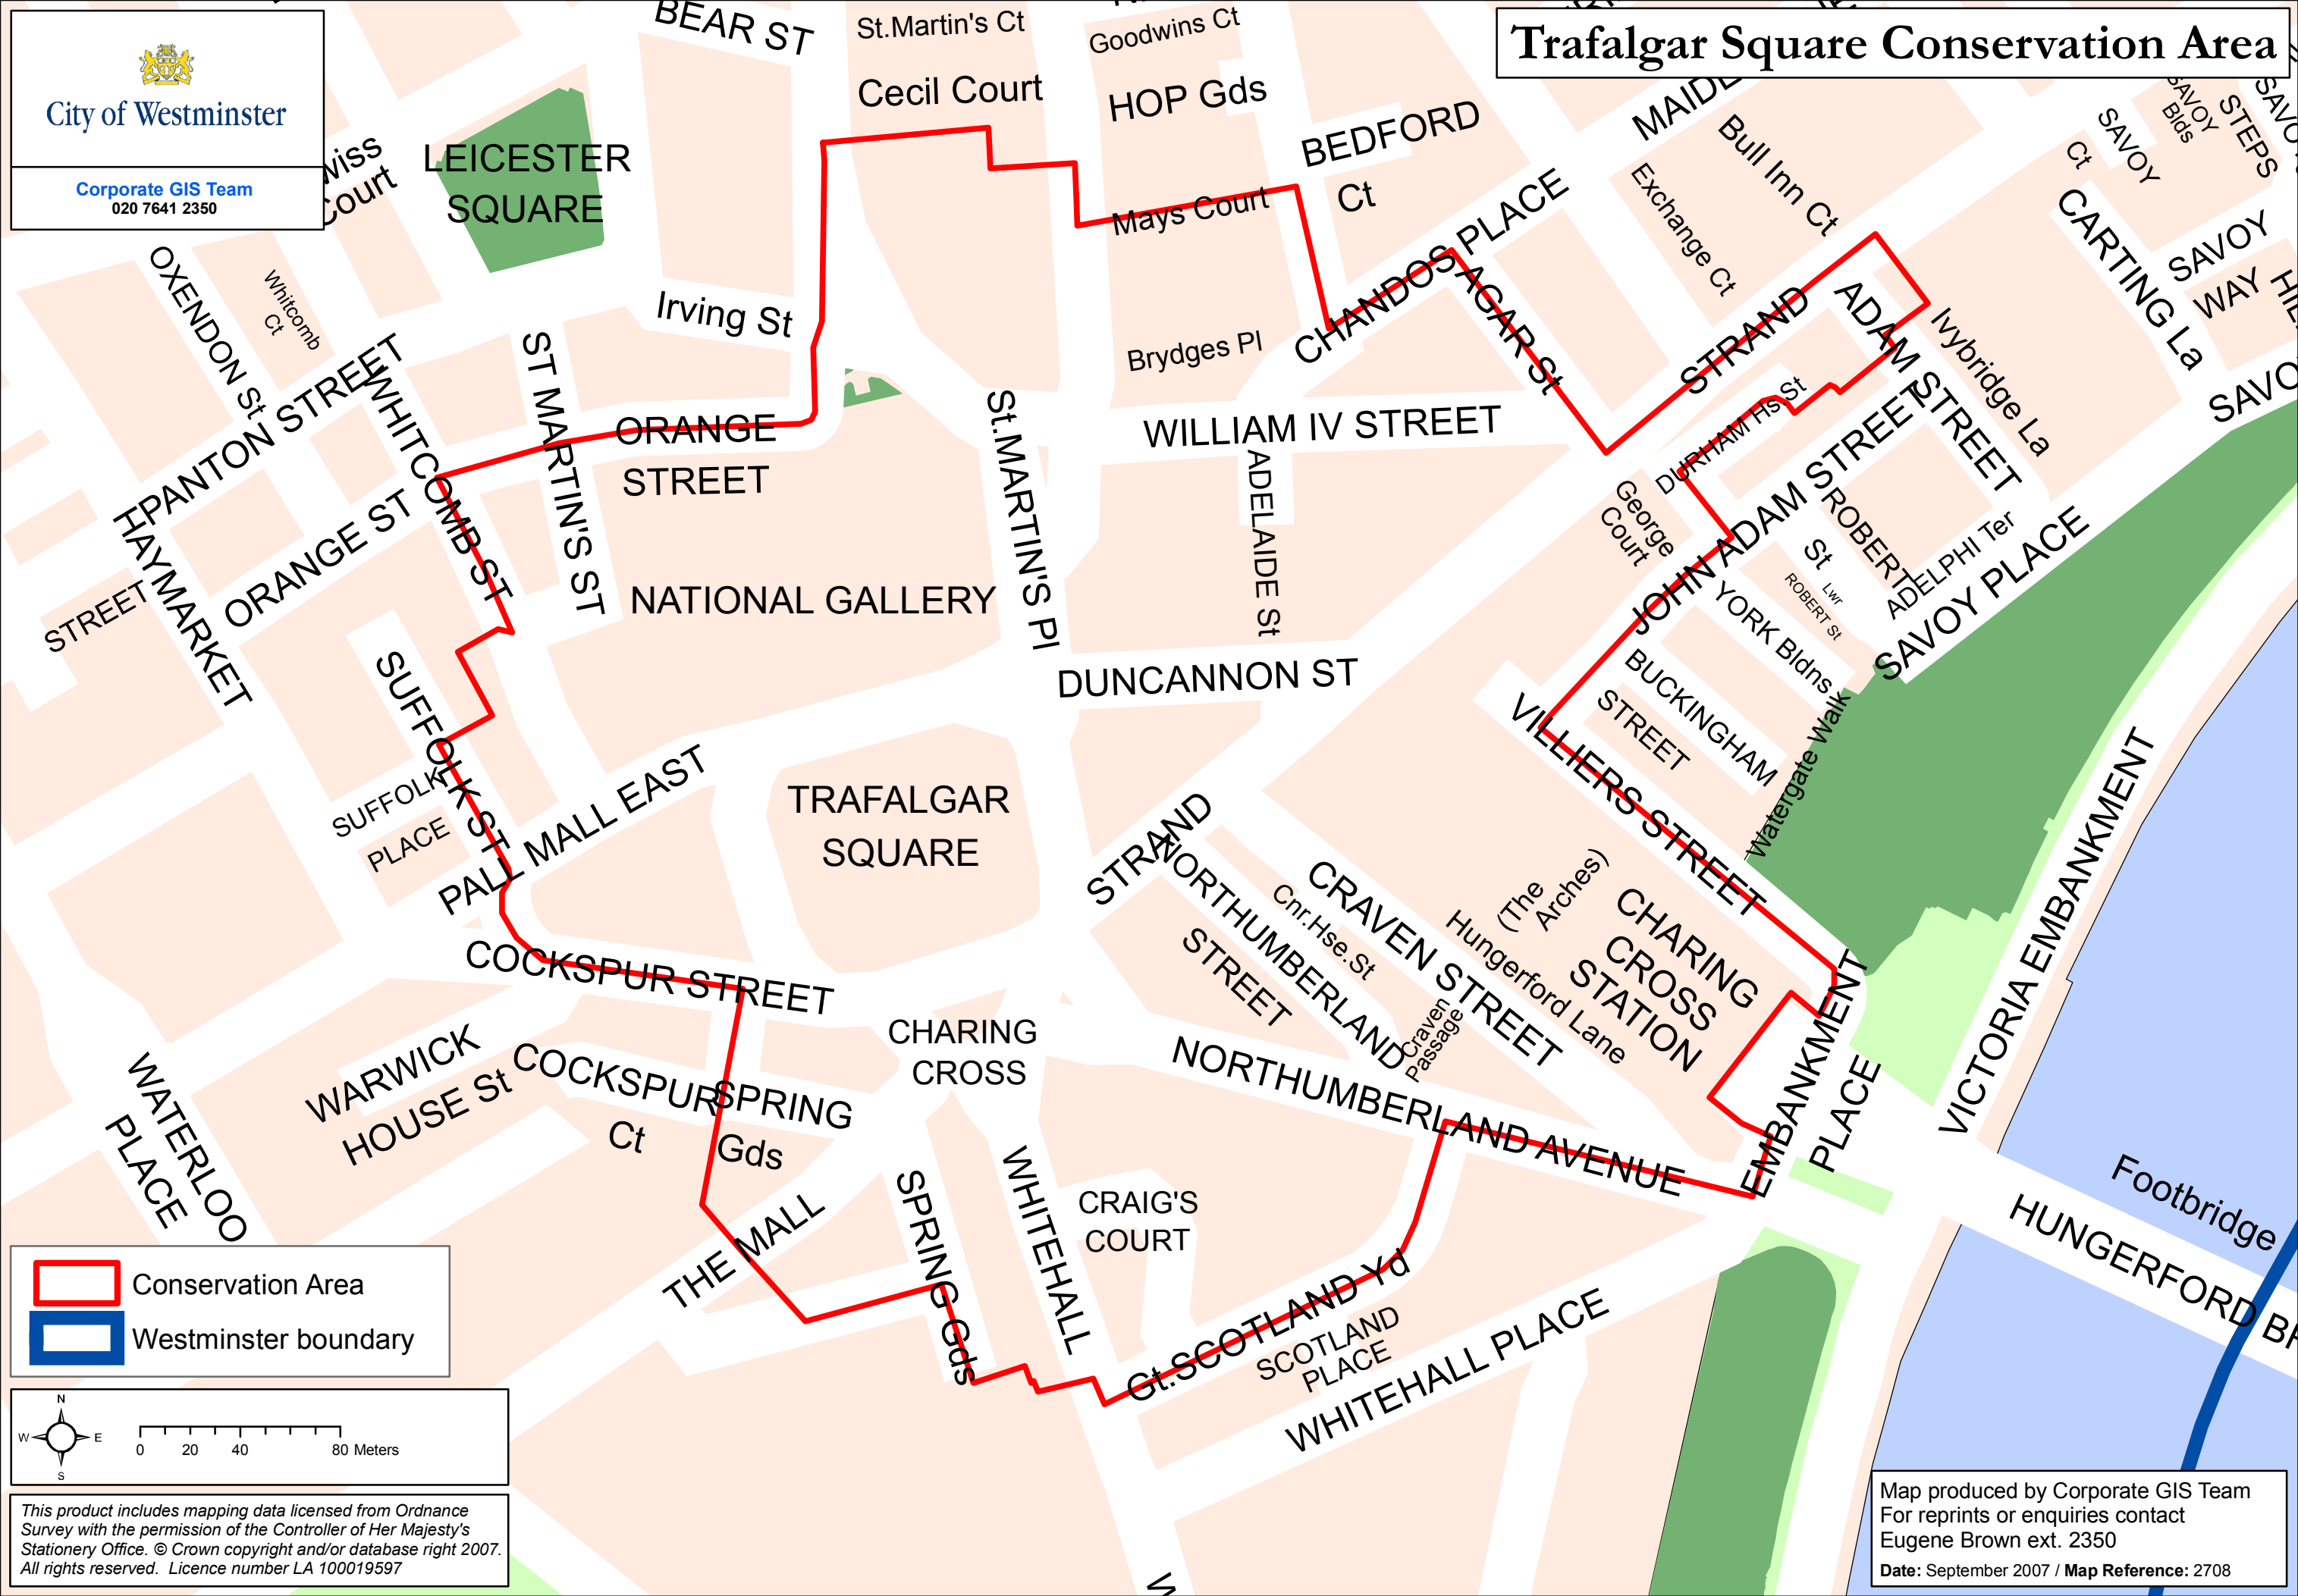 Trafalgar Square Conservation Area
City of Westminster
Corporate GIS Team
020 7641 2350
BEAR ST
St.Martin's Ct
Goodwins Ct
Cecil Court
HOP Gds
BEDFORD
Ct
Mays Court
Brydges Pl
CHANDOS PLACE
AGAR St
Exchange Ct
Bull Inn Ct
STRAND
ADAM STREET
Ivybridge La
CARTING La
SAVOY
Ct
SAVOY
Blds
STEPS
SAVOY
WAY
LEICESTER
SQUARE
Court
OXENDON St
Whitcomb
Ct
Irving St
PANTON STREET
WHITCOMB ST
ST MARTIN'S ST
ORANGE
STREET
ORANGE ST
HAYMARKET
STREET
NATIONAL GALLERY
St.MARTIN'S Pl
WILLIAM IV STREET
ADELAIDE St
DUNCANNON ST
DURHAM Hs.St
George
Court
JOHN ADAM STREET
ROBERT
St
Lwr
ROBERT St
ADELPHI Ter
SAVOY PLACE
YORK Bldns
BUCKINGHAM
STREET
Watergate Walk
VILLIERS STREET
SUFFOLK ST
SUFFOLK
PLACE
PALL MALL EAST
TRAFALGAR
SQUARE
STRAND
NORTHUMBERLAND
STREET
Cnr.Hse.St
CRAVEN STREET
Craven
Passage
Hungerford Lane
(The
Arches)
CHARING
CROSS
STATION
EMBANKMENT
PLACE
VICTORIA EMBANKMENT
COCKSPUR STREET
CHARING
CROSS
WARWICK
HOUSE St
COCKSPUR
Ct
SPRING
Gds
WATERLOO
PLACE
THE MALL
SPRING Gds
WHITEHALL
CRAIG'S
COURT
NORTHUMBERLAND AVENUE
Gt.SCOTLAND Yd
SCOTLAND
PLACE
WHITEHALL PLACE
Footbridge
HUNGERFORD
Conservation Area
Westminster boundary
N
W E
S
0 20 40 80 Meters
This product includes mapping data licensed from Ordnance
Survey with the permission of the Controller of Her Majesty's
Stationery Office. © Crown copyright and/or database right 2007.
All rights reserved. Licence number LA 100019597
Map produced by Corporate GIS Team
For reprints or enquiries contact
Eugene Brown ext. 2350
Date: September 2007 / Map Reference: 2708